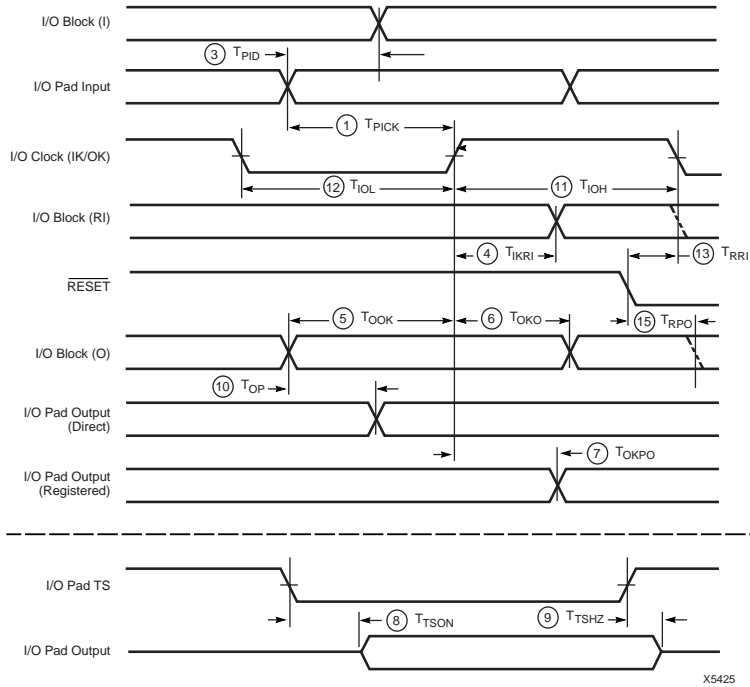 I/O Block (I)
3 TPID
I/O Pad Input
1 TPICK
I/O Clock (IK/OK)
12 TIOL
11 TIOH
I/O Block (RI)
4 TIKRI
13 TRRI
RESET
5 TOOK
6 TOKO
15 TRPO
I/O Block (O)
10 TOP
I/O Pad Output
(Direct)
7 TOKPO
I/O Pad Output
(Registered)
I/O Pad TS
8 TTSON
9 TTSHZ
I/O Pad Output
X5425